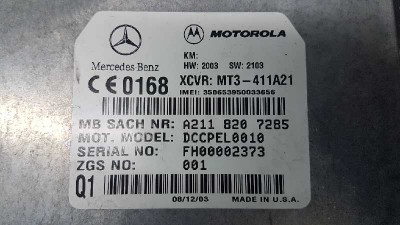 Mercedes-Benz
MOTOROLA
KM:
HW: 2003 SW: 2103
CE 0168 XCVR: MT3-411A21
IMEI: 350653950033656
MB SACH NR: A211 820 7285
MOT. MODEL: DCCPEL0010
SERIAL NO: FH00002373
ZGS NO: 001
Q1
08/12/03 MADE IN U.S.A.